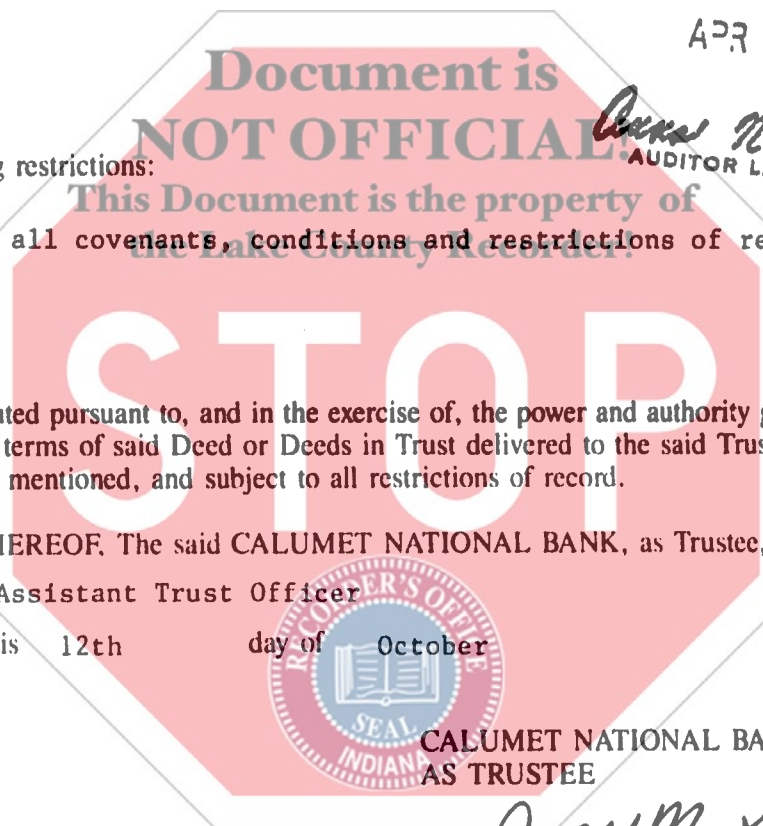 APR
Document is
NOT OFFICIAL!
AUDITOR L
g restrictions:
This Document is the property of
the Lake County Recorder!
all covenants, conditions and restrictions of re
STOP
ted pursuant to, and in the exercise of, the power and authority g
terms of said Deed or Deeds in Trust delivered to the said Trus
mentioned, and subject to all restrictions of record.
HEREOF, The said CALUMET NATIONAL BANK, as Trustee,
Assistant Trust Officer
is 12th day of October
RECORDER'S OFFICE
SEAL
INDIANA
CALUMET NATIONAL BA
AS TRUSTEE